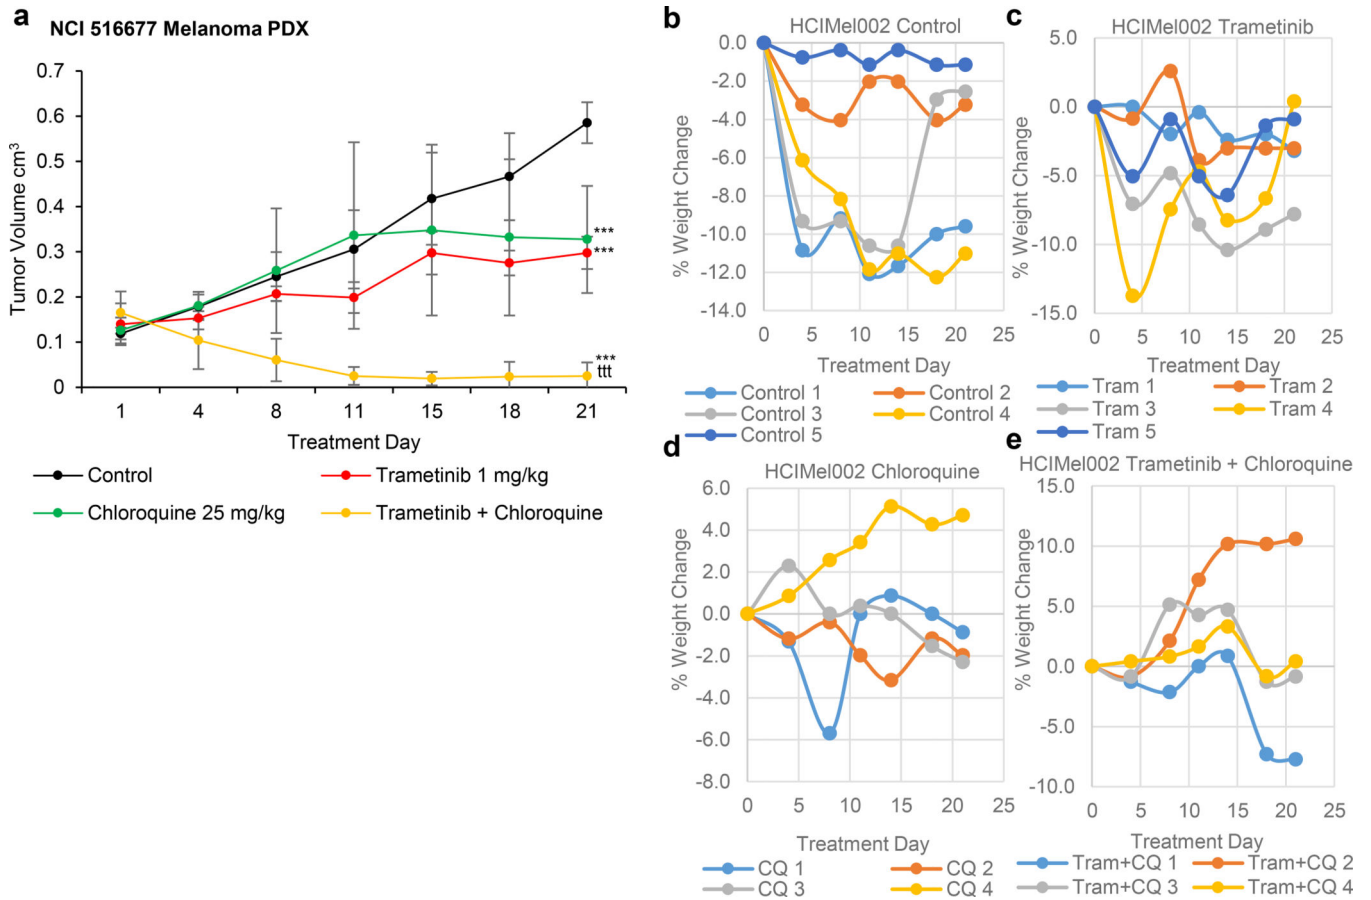 a
NCI 516677 Melanoma PDX
0.7
0.6
0.5
0.4
0.3
0.2
0.1
0
Tumor Volume cm³
***
***
***
ttt
1 4 8 11 15 18 21
Treatment Day
Control
Trametinib 1 mg/kg
Chloroquine 25 mg/kg
Trametinib + Chloroquine
b
HCIMel002 Control
0.0
-2.0
-4.0
-6.0
-8.0
-10.0
-12.0
-14.0
% Weight Change
0 5 10 15 20 25
Treatment Day
Control 1
Control 2
Control 3
Control 4
Control 5
c
HCIMel002 Trametinib
5.0
0.0
-5.0
-10.0
-15.0
% Weight Change
0 5 10 15 20 25
Treatment Day
Tram 1
Tram 2
Tram 3
Tram 4
Tram 5
d
HCIMel002 Chloroquine
6.0
4.0
2.0
0.0
-2.0
-4.0
-6.0
-8.0
% Weight Change
0 5 10 15 20 25
Treatment Day
CQ 1
CQ 2
CQ 3
CQ 4
e
HCIMel002 Trametinib + Chloroquine
15.0
10.0
5.0
0.0
-5.0
-10.0
% Weight Change
0 5 10 15 20 25
Treatment Day
Tram+CQ 1
Tram+CQ 2
Tram+CQ 3
Tram+CQ 4